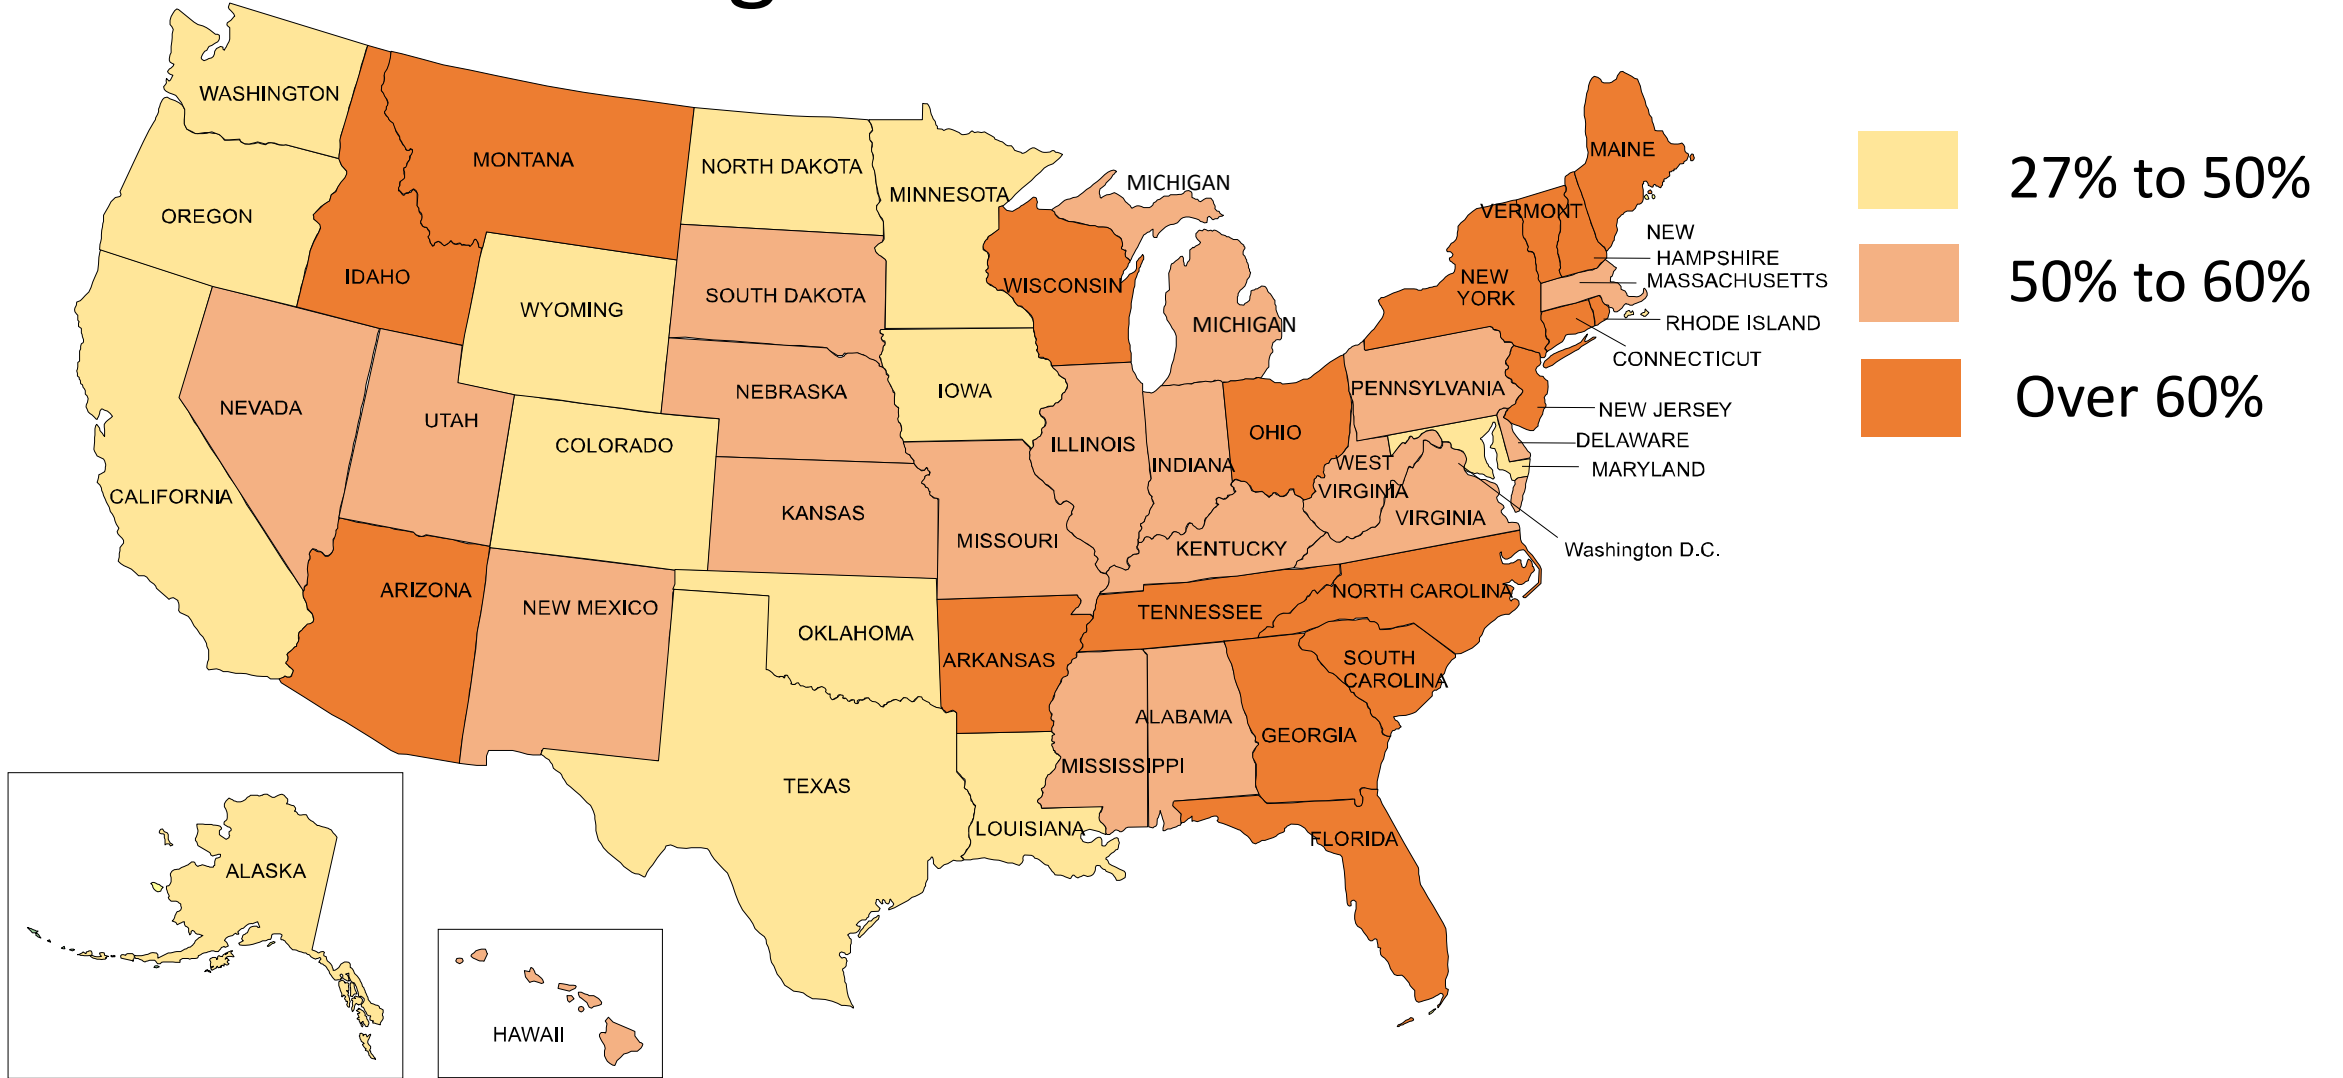 WASHINGTON
MONTANA
MAINE
NORTH DAKOTA
MINNESOTA
MICHIGAN
27% to 50%
OREGON
VERMONT
NEW
HAMPSHIRE
IDAHO
WISCONSIN
NEW
YORK
MASSACHUSETTS
50% to 60%
SOUTH DAKOTA
WYOMING
MICHIGAN
RHODE ISLAND
CONNECTICUT
NEBRASKA
IOWA
PENNSYLVANIA
Over 60%
NEVADA
UTAH
NEW JERSEY
COLORADO
ILLINOIS
OHIO
DELAWARE
INDIANA
WEST
VIRGINIA
MARYLAND
CALIFORNIA
KANSAS
VIRGINIA
MISSOURI
KENTUCKY
Washington D.C.
ARIZONA
NEW MEXICO
TENNESSEE
NORTH CAROLINA
OKLAHOMA
ARKANSAS
SOUTH
CAROLINA
ALABAMA
GEORGIA
MISSISSIPPI
TEXAS
LOUISIANA
FLORIDA
ALASKA
HAWAII